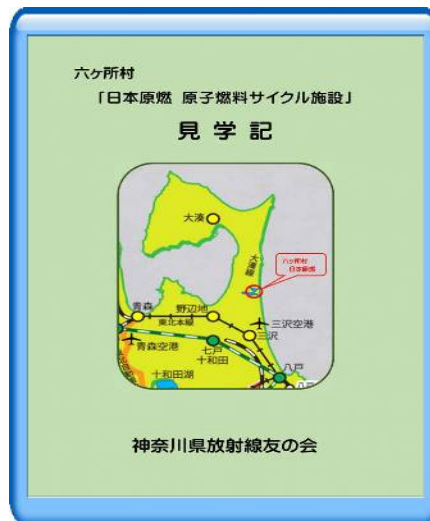 六ヶ所村
「日本原燃 原子燃料サイクル施設」
見 学 記
大湊
大湊線
六ヶ所村
日本原燃
青森
野辺地
東北本線
三沢空港
三沢
青森空港
七戸
十和田
八戸
十和田湖
神奈川県放射線友の会